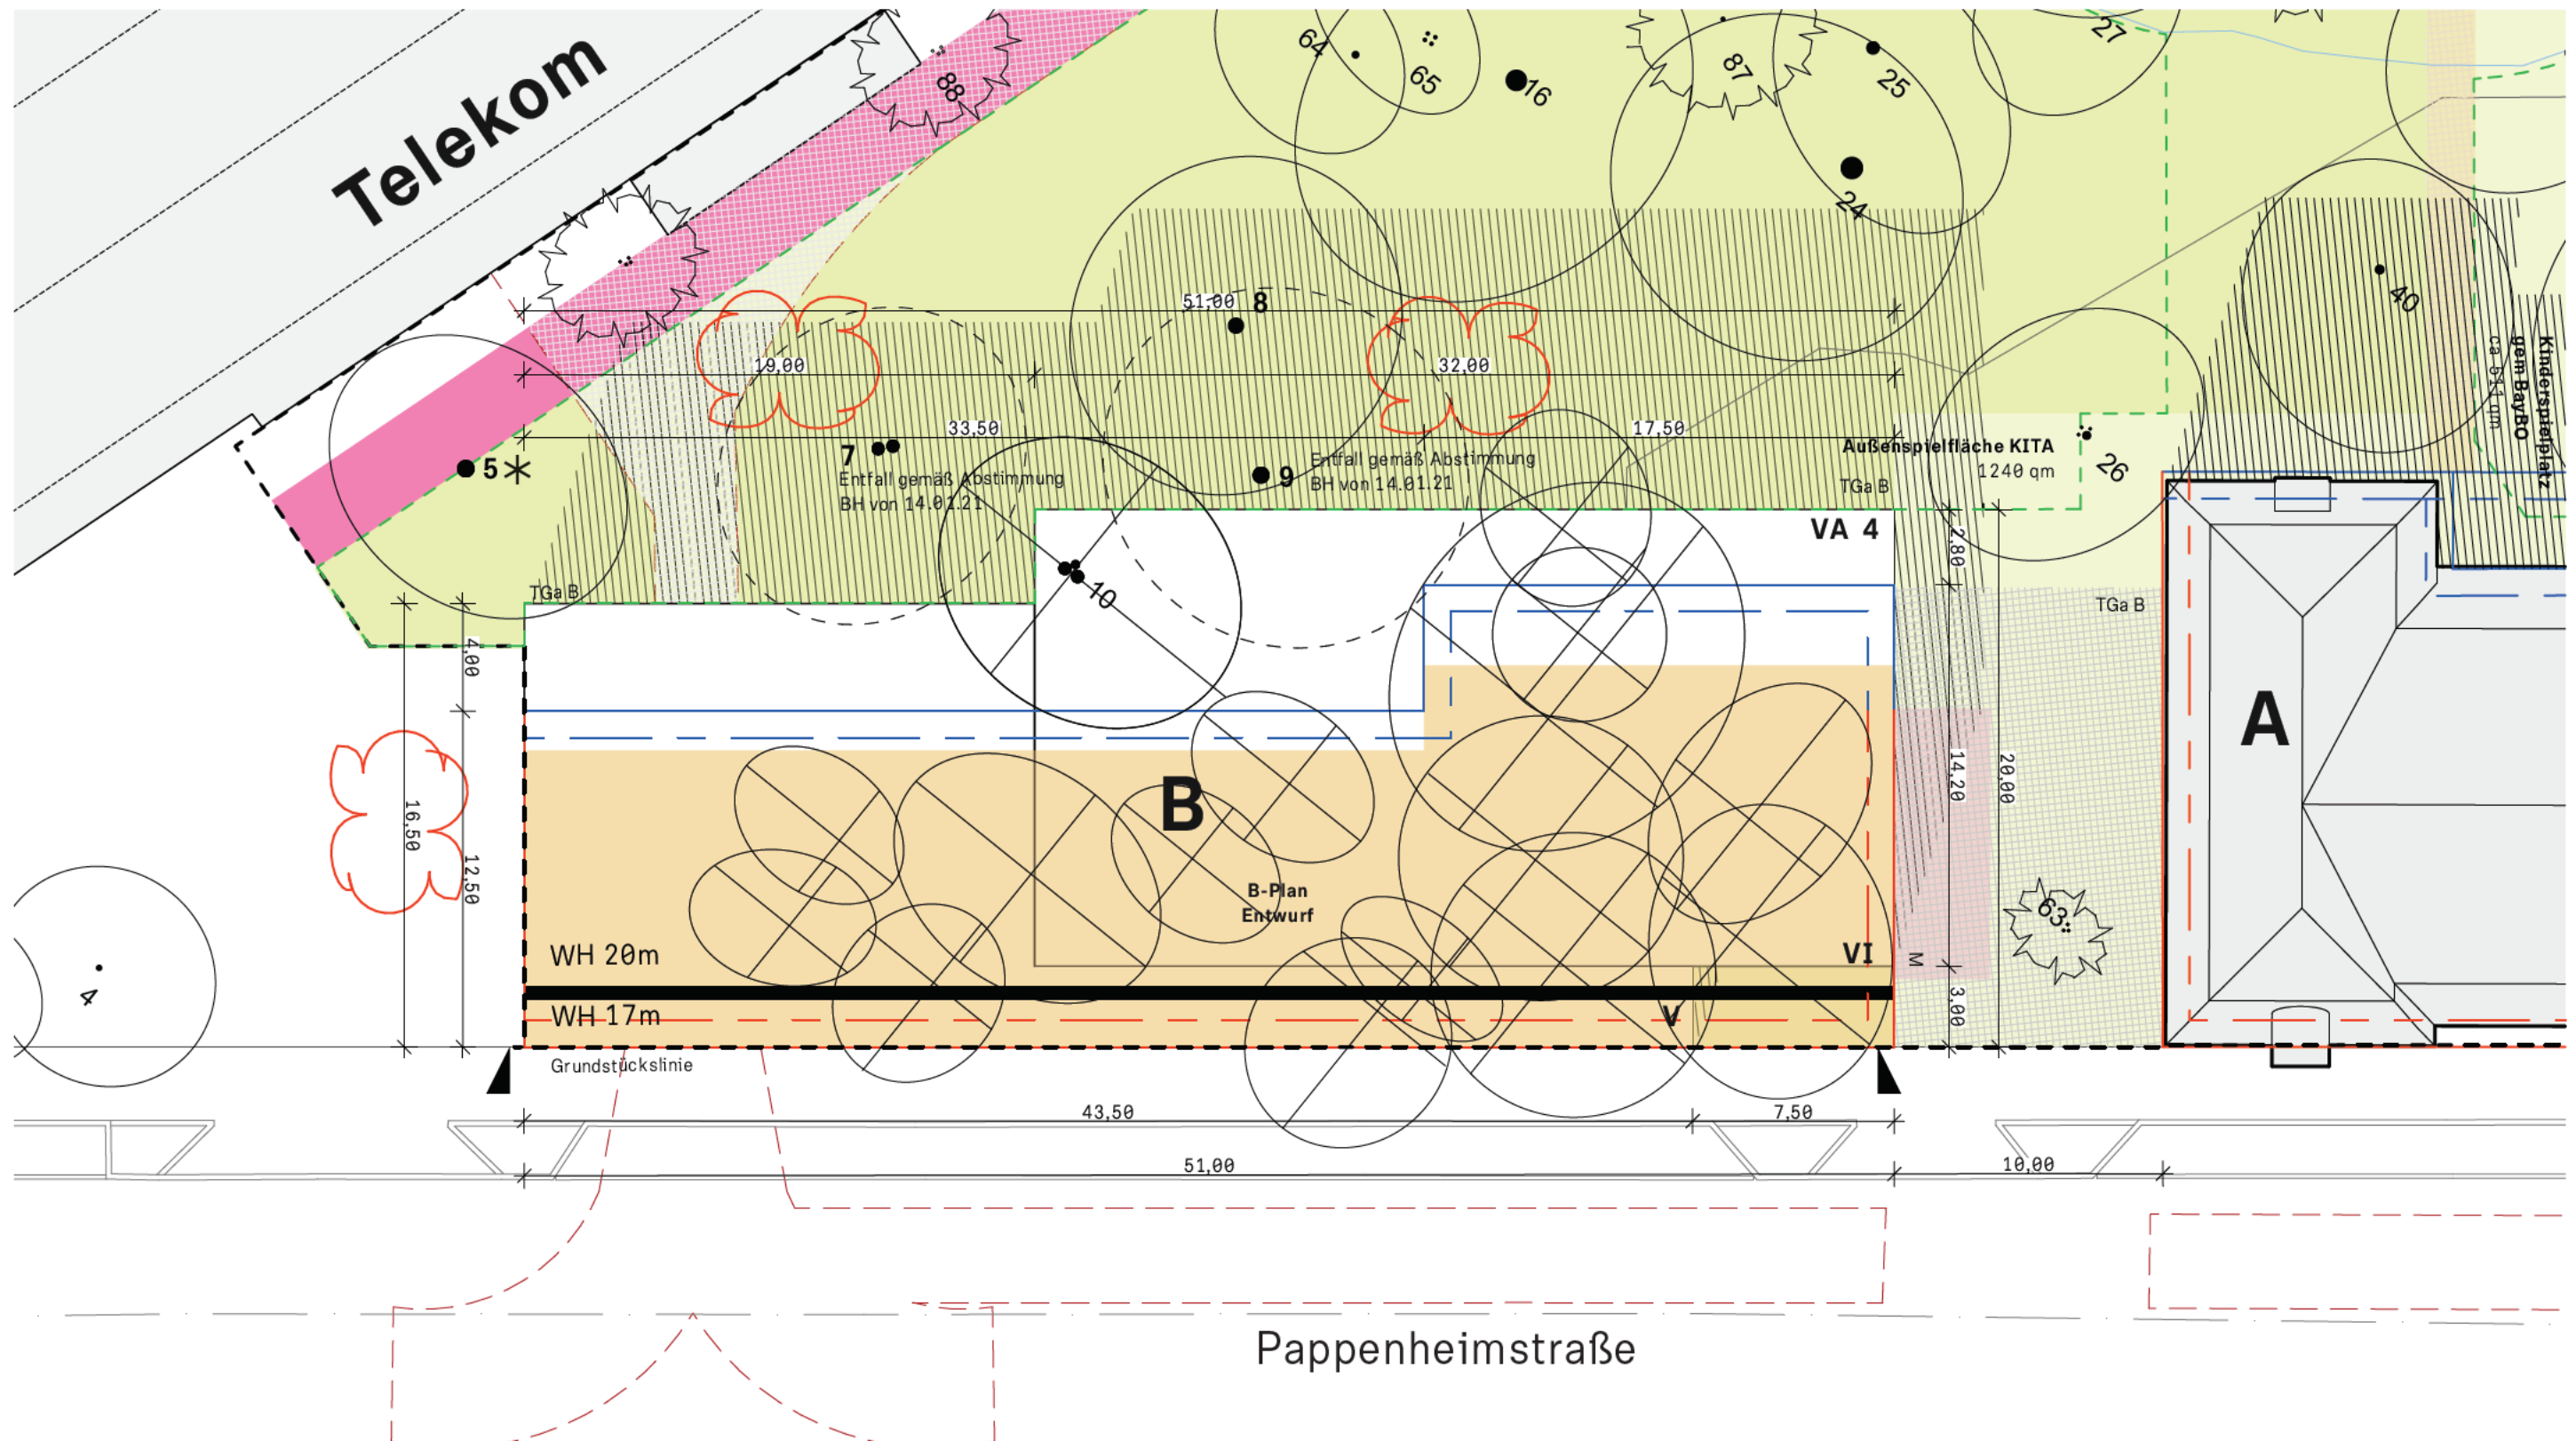 Telekom
88
64
65
16
87
25
27
24
40
51,00
8
19,00
32,00
33,50
17,50
5
7
Entfall gemäß Abstimmung
BH von 14.01.21
9
Entfall gemäß Abstimmung
BH von 14.01.21
Außenspielfläche KITA
1240 qm
TGa B
26
Kinderspielplatz
gem BayBO
ca 511 qm
VA 4
2,80
10
TGa B
TGa B
4,00
A
B
14,20
20,00
16,50
12,50
B-Plan
Entwurf
63
WH 20m
VI
M
4
WH 17m
V
3,00
Grundstückslinie
43,50
7,50
51,00
10,00
Pappenheimstraße